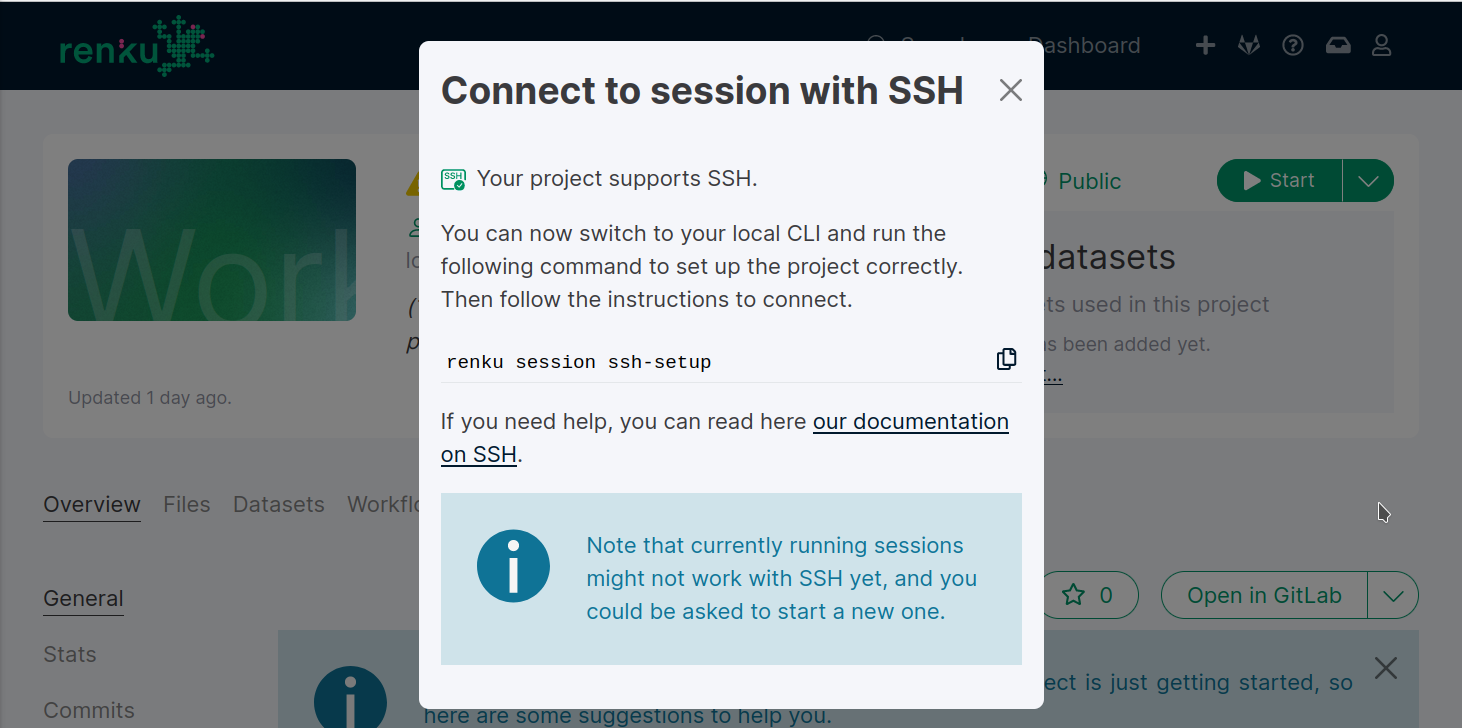 renku
Dashboard
Connect to session with SSH
SSH
Your project supports SSH.
Public
Start
You can now switch to your local CLI and run the
following command to set up the project correctly.
Then follow the instructions to connect.
Work
datasets
used in this project
been added yet.
...
renku session ssh-setup
Updated 1 day ago.
If you need help, you can read here our documentation
on SSH.
Overview
Files
Datasets
Note that currently running sessions
might not work with SSH yet, and you
could be asked to start a new one.
General
0
Open in GitLab
Stats
is just getting started, so
Commits
here are some suggestions to help you.